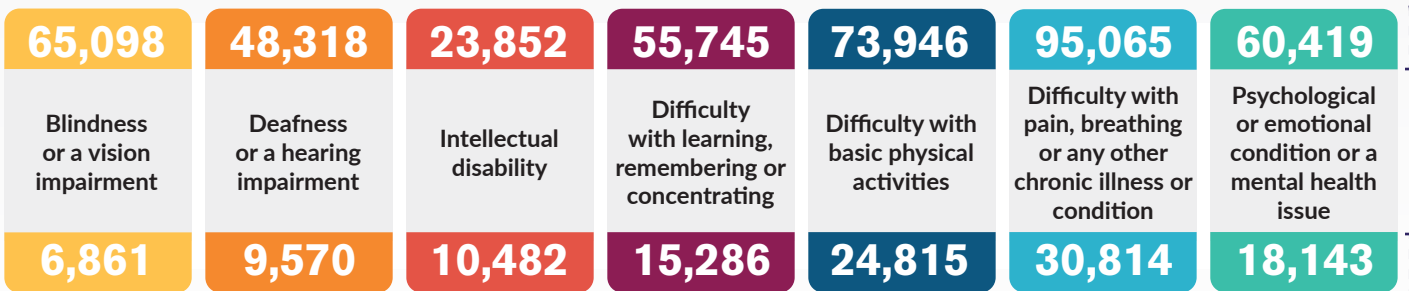 65,098
Blindness
or a vision
impairment
6,861
48,318
Deafness
or a hearing
impairment
9,570
23,852
Intellectual
disability
10,482
55,745
Difficulty
with learning,
remembering or
concentrating
15,286
73,946
Difficulty with
basic physical
activities
24,815
95,065
Difficulty with
pain, breathing
or any other
chronic illness or
condition
30,814
60,419
Psychological
or emotional
condition or a
mental health
issue
18,143